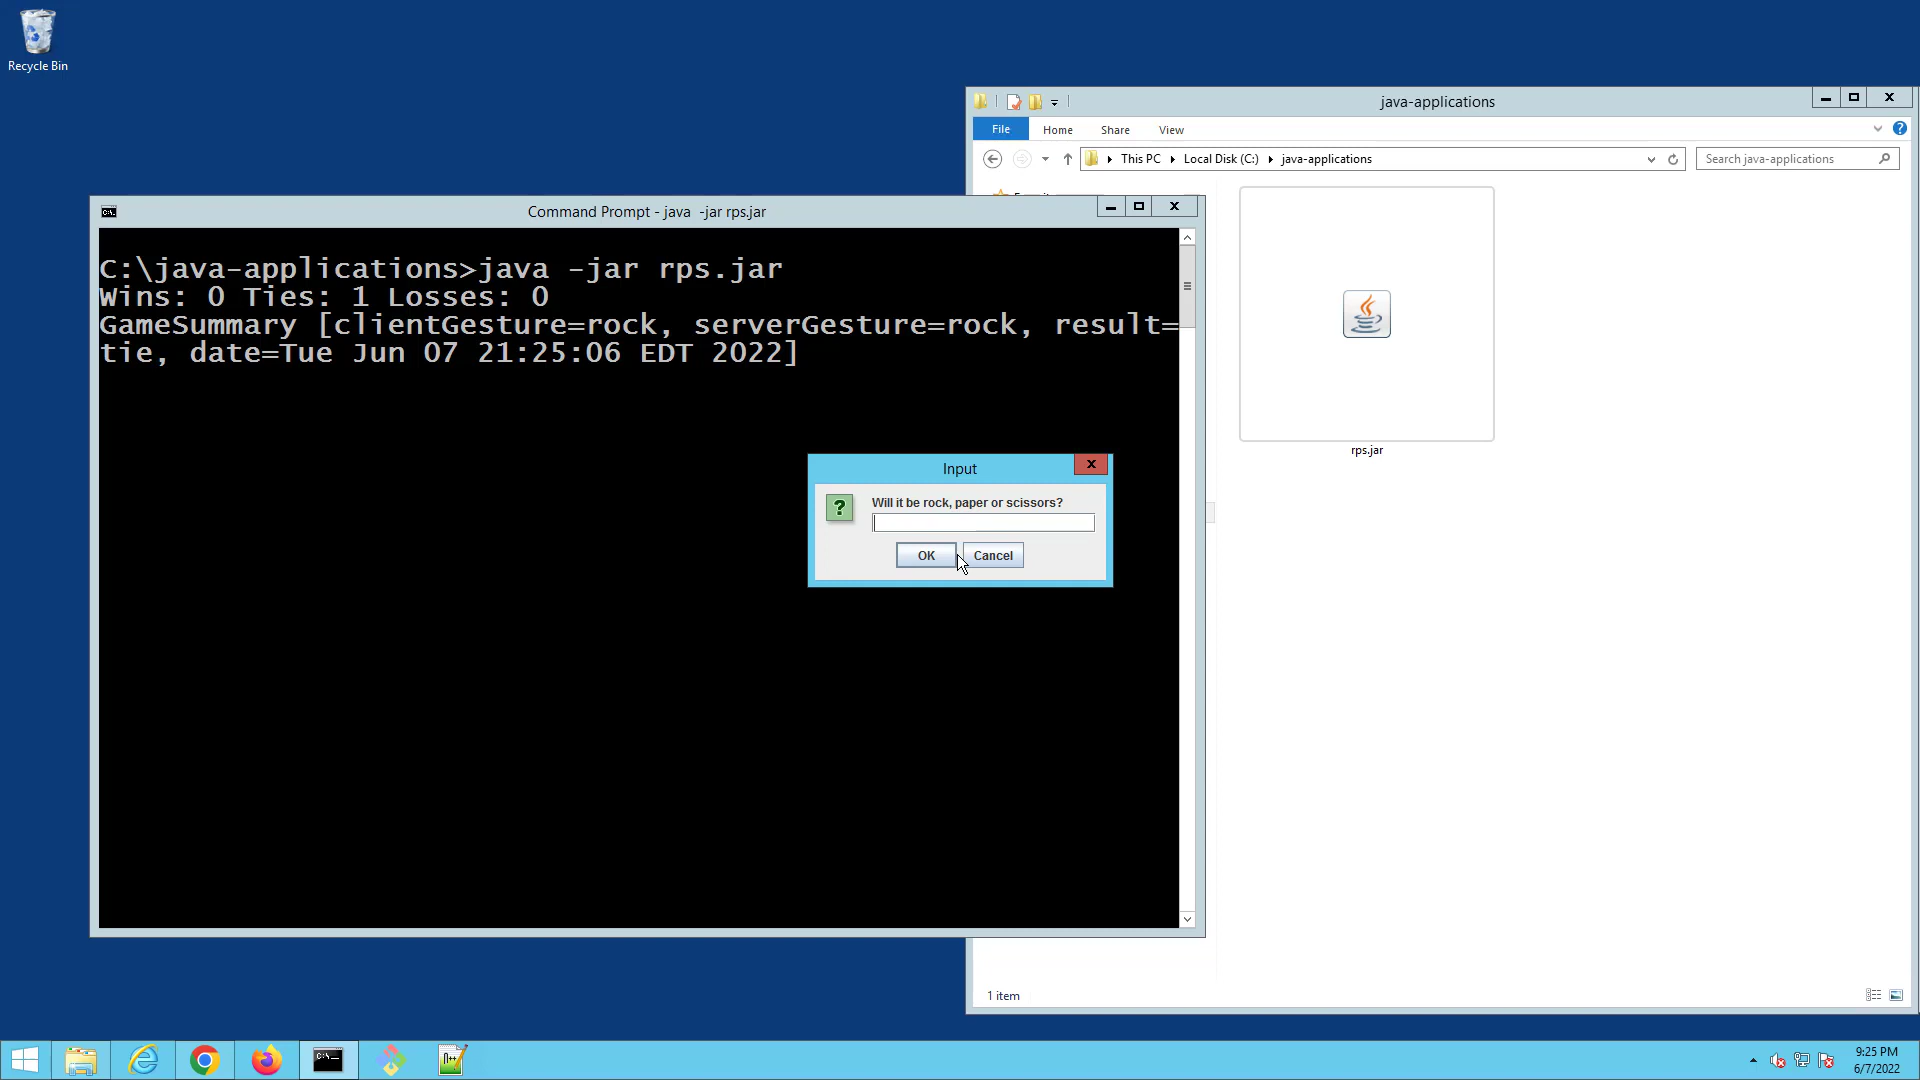 Recycle Bin
java-applications
File
Home
Share
View
This PC
Local Disk (C:)
java-applications
Search java-applications
Command Prompt - java  -jar rps.jar
C:\java-applications>java -jar rps.jar
Wins: 0 Ties: 1 Losses: 0
GameSummary [clientGesture=rock, serverGesture=rock, result=
tie, date=Tue Jun 07 21:25:06 EDT 2022]
rps.jar
Input
Will it be rock, paper or scissors?
OK
Cancel
1 item
9:25 PM
6/7/2022